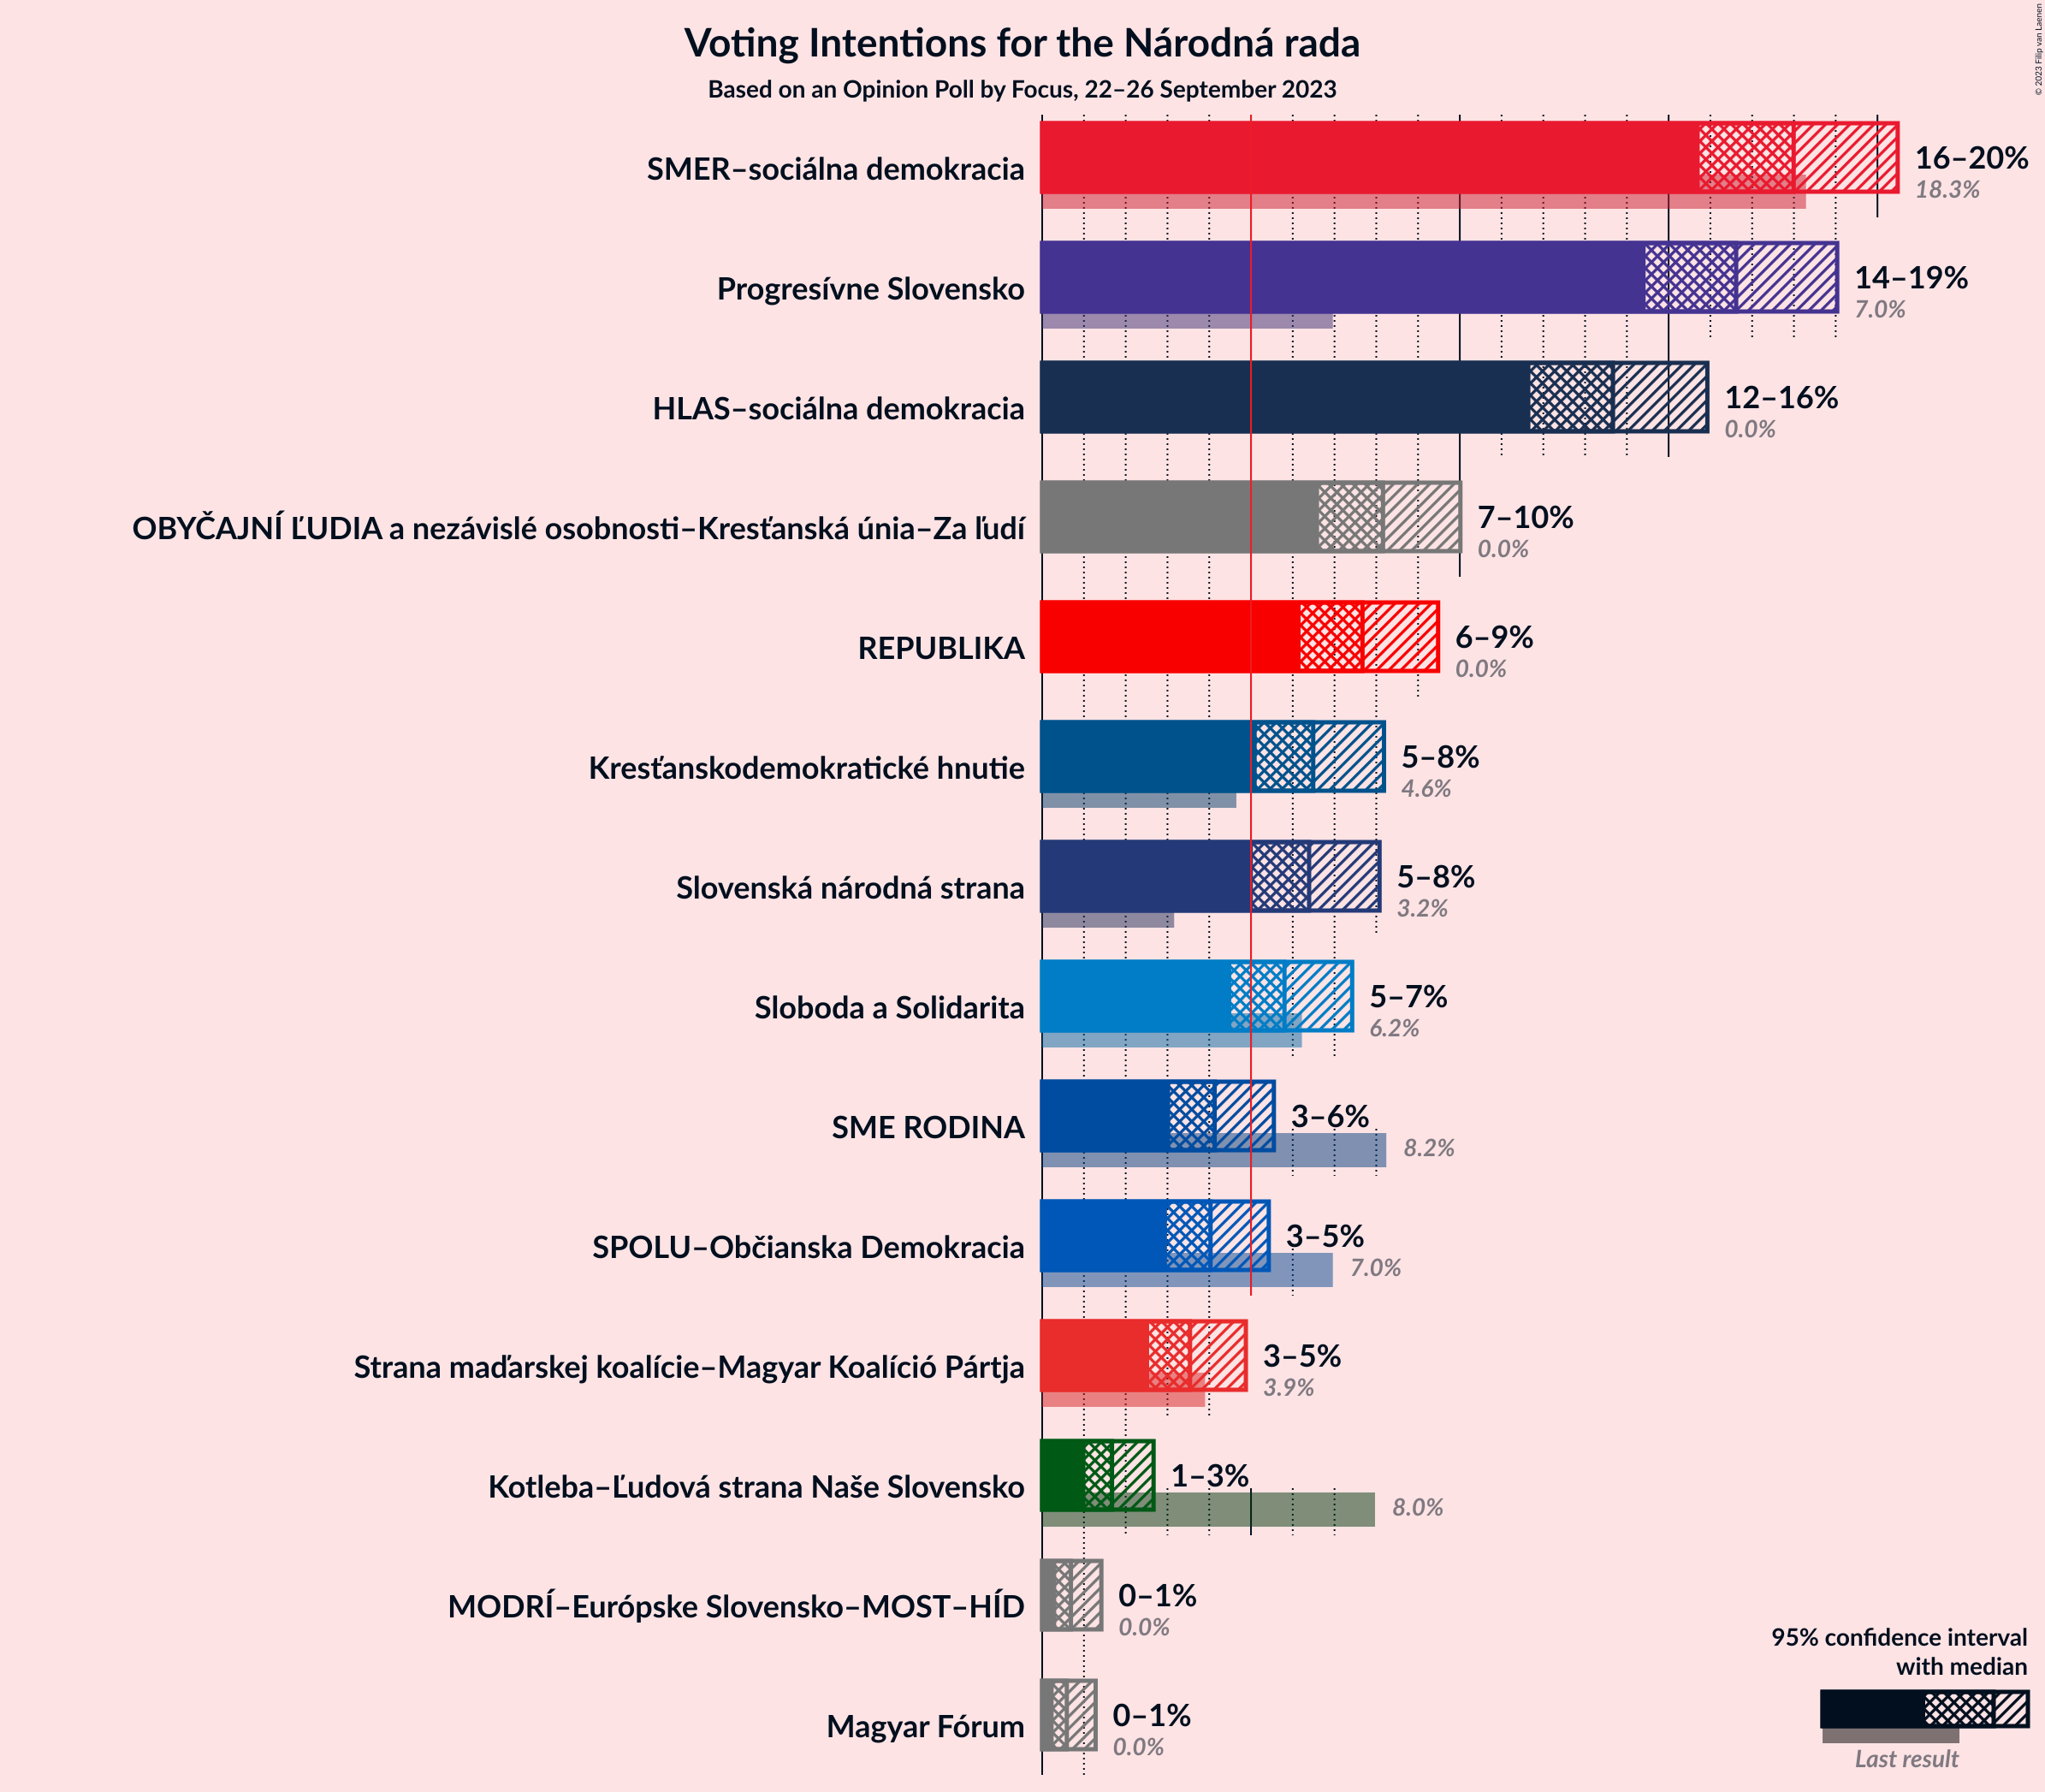 Voting Intentions for the Národná rada
Based on an Opinion Poll by Focus, 22–26 September 2023
© 2023 Filip van Laenen
SMER–sociálna demokracia
16–20%
18.3%
Progresívne Slovensko
14–19%
7.0%
HLAS–sociálna demokracia
12–16%
0.0%
OBYČAJNÍ ĽUDIA a nezávislé osobnosti–Kresťanská únia–Za ľudí
7–10%
0.0%
REPUBLIKA
6–9%
0.0%
Kresťanskodemokratické hnutie
5–8%
4.6%
Slovenská národná strana
5–8%
3.2%
Sloboda a Solidarita
5–7%
6.2%
SME RODINA
3–6%
8.2%
SPOLU–Občianska Demokracia
3–5%
7.0%
Strana maďarskej koalície–Magyar Koalíció Pártja
3–5%
3.9%
Kotleba–Ľudová strana Naše Slovensko
1–3%
8.0%
MODRÍ–Európske Slovensko–MOST–HÍD
0–1%
0.0%
Magyar Fórum
0–1%
0.0%
95% confidence interval
with median
Last result